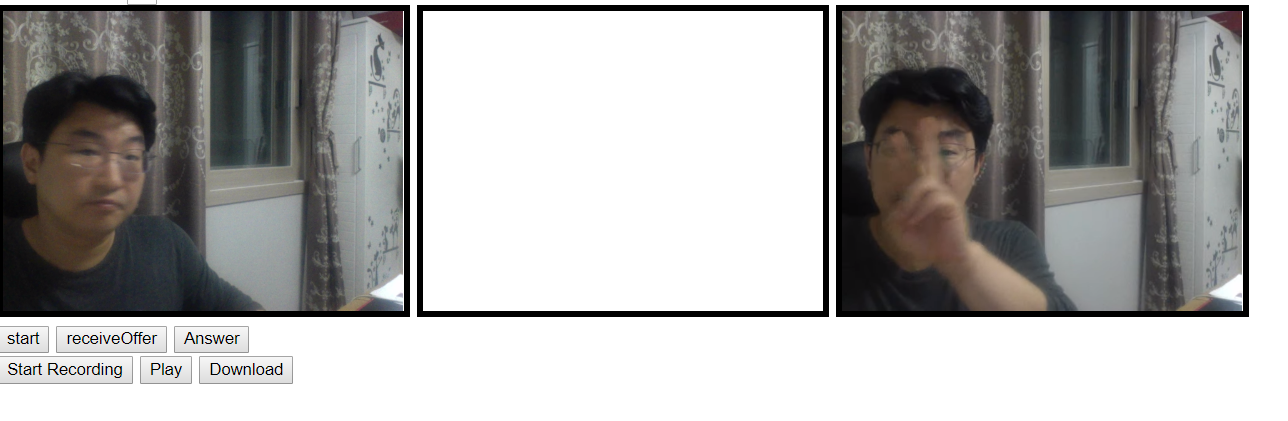 start receiveOffer Answer
Start Recording Play Download